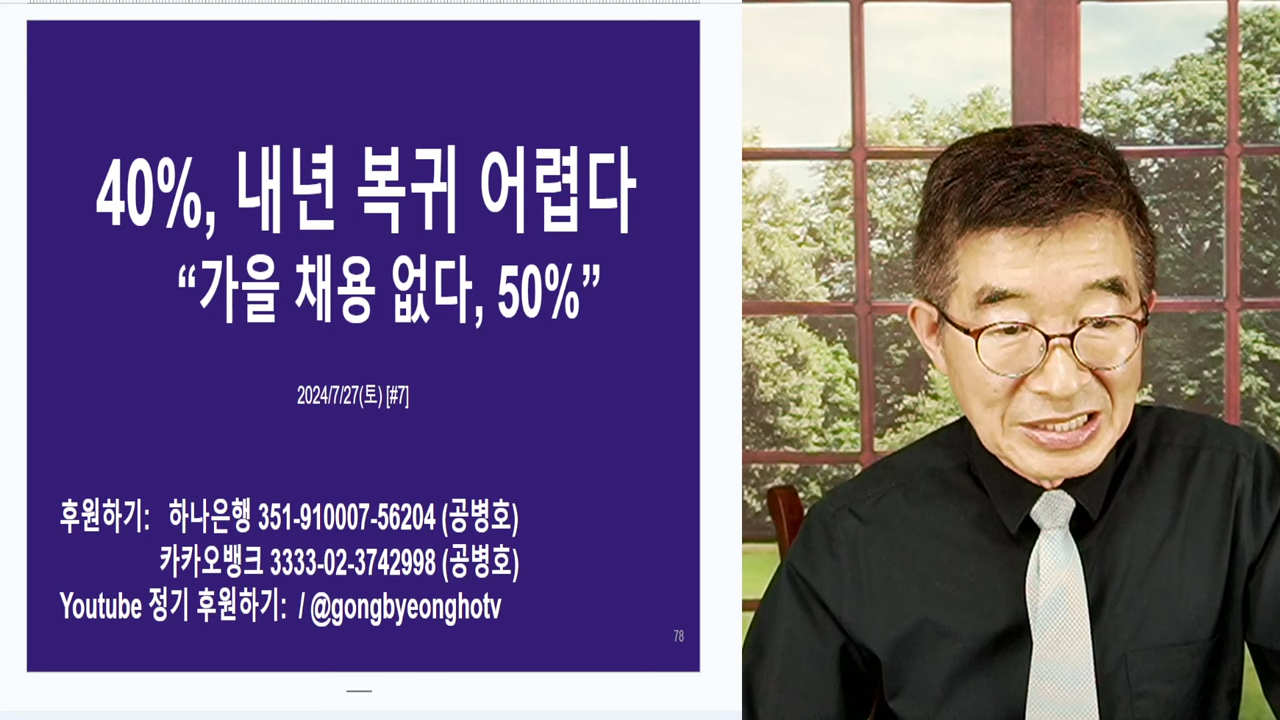 40%, 내년 복귀 어렵다
“가을 채용 없다, 50%”
2024/7/27(토) [#7]
후원하기: 하나은행 351-910007-56204 (공병호)
카카오뱅크 3333-02-3742998 (공병호)
Youtube 정기 후원하기: / @gongbyeonghotv
78